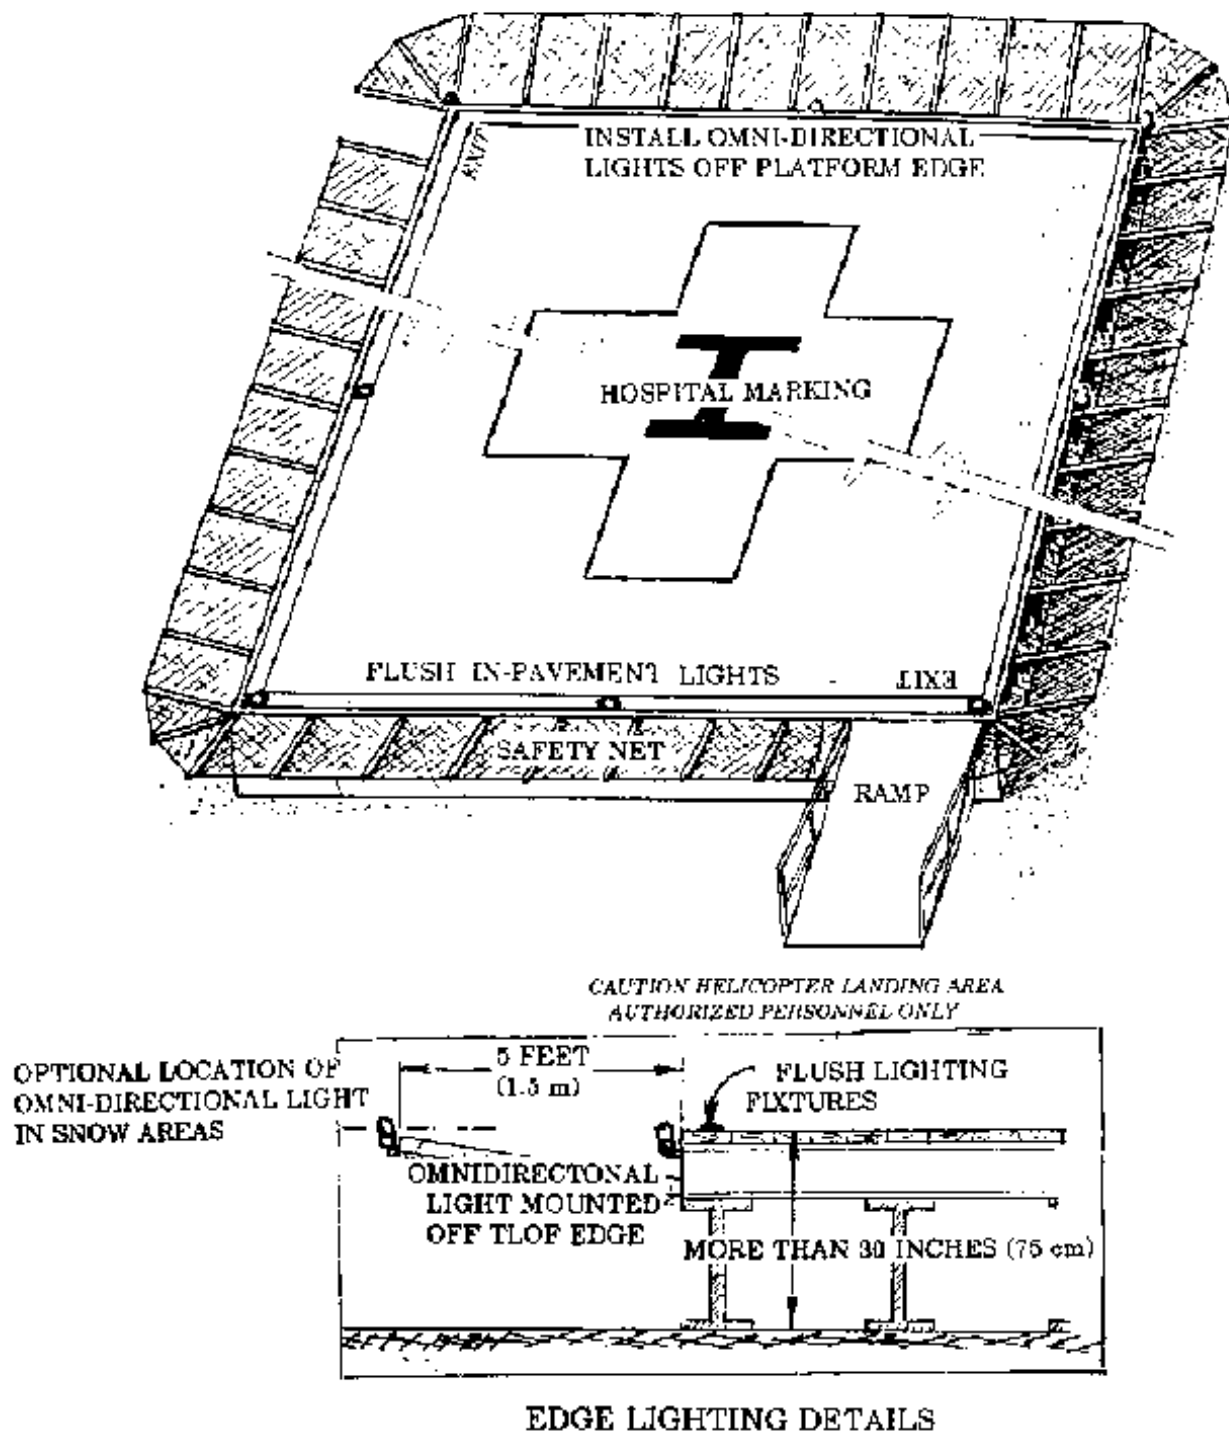 EXIT
INSTALL OMNI-DIRECTIONAL
LIGHTS OFF PLATFORM EDGE
H
HOSPITAL MARKING
FLUSH IN-PAVEMENT LIGHTS
EXIT
SAFETY NET
RAMP
CAUTION HELICOPTER LANDING AREA
AUTHORIZED PERSONNEL ONLY
OPTIONAL LOCATION OF
OMNI-DIRECTIONAL LIGHT
IN SNOW AREAS
5 FEET
(1.5 m)
FLUSH LIGHTING
FIXTURES
OMNIDIRECTONAL
LIGHT MOUNTED
OFF TLOF EDGE
MORE THAN 30 INCHES (75 cm)
EDGE LIGHTING DETAILS